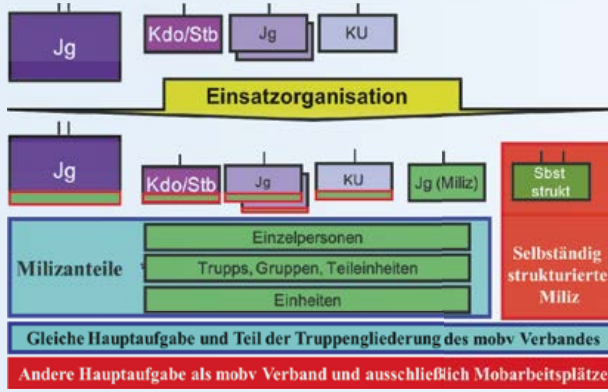 Jg Kdo/Stb Jg KU
Einsatzorganisation
Jg Kdo/Stb Jg KU Jg (Miliz) Sbst
strukt
Milizanteile
Einzelpersonen
Trupps, Gruppen, Teileinheiten
Einheiten
Selbständig
strukturierte
Miliz
Gleiche Hauptaufgabe und Teil der Truppengliederung des mobv Verbandes
Andere Hauptaufgabe als mobv Verband und ausschließlich Mobarbeitsplätze